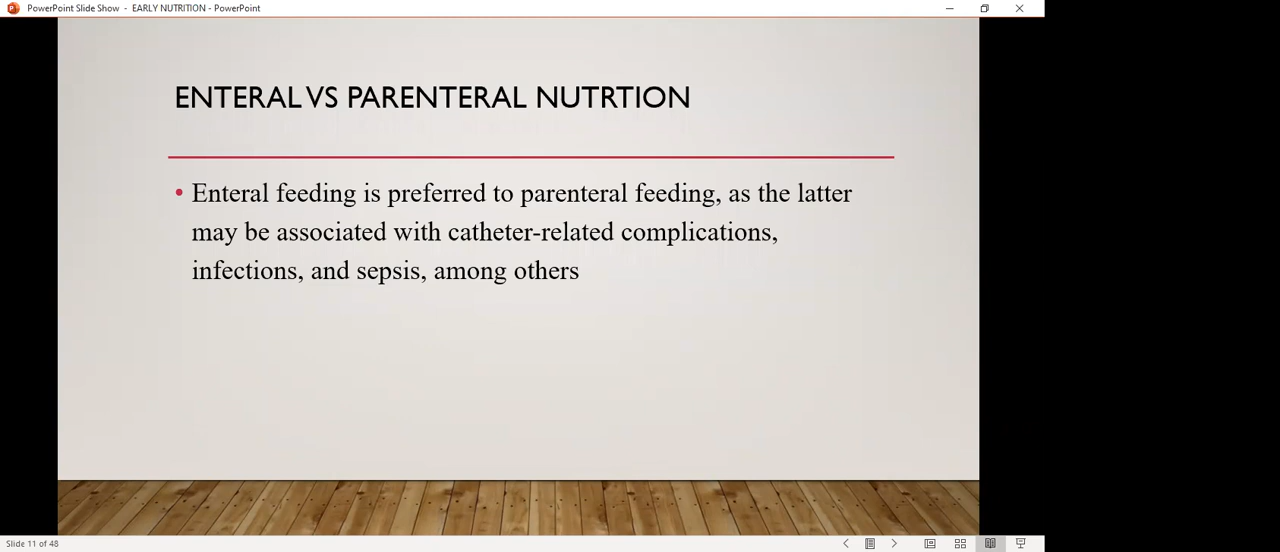 PowerPoint Slide Show - EARLY NUTRITION - PowerPoint
ENTERAL VS PARENTERAL NUTRTION
• Enteral feeding is preferred to parenteral feeding, as the latter
may be associated with catheter-related complications,
infections, and sepsis, among others
Slide 11 of 48